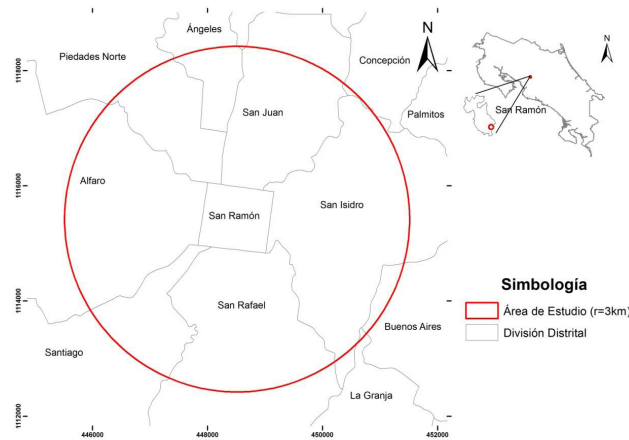 Ángeles
N
N
Piedades Norte
Concepción
1118000
San Juan
San Ramón
Palmitos
1116000
Alfaro
San Ramón
San Isidro
Simbología
1114000
San Rafael
Área de Estudio (r=3km)
Buenos Aires
División Distrital
Santiago
La Granja
1112000
446000
448000
450000
452000